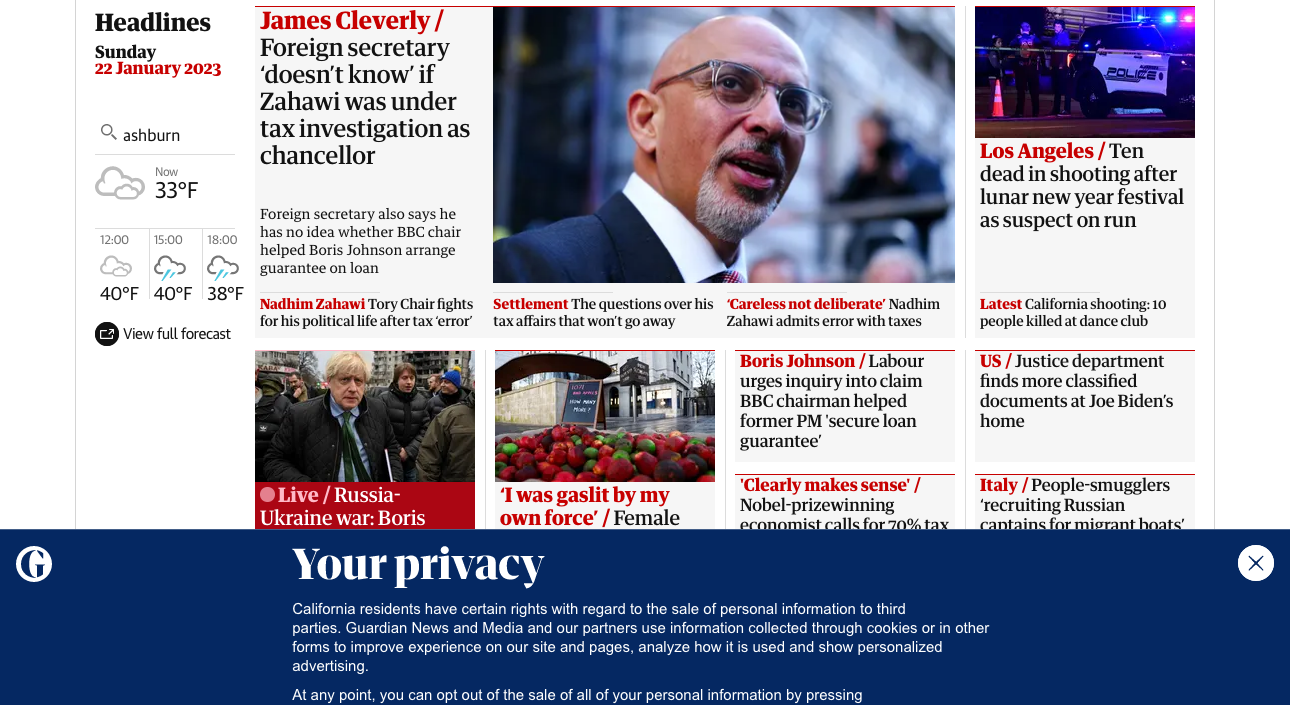 Headlines
Sunday
22 January 2023
ashburn
Now
33°F
12:00
15:00
18:00
40°F
40°F
38°F
View full forecast
James Cleverly /
Foreign secretary
‘doesn’t know’ if
Zahawi was under
tax investigation as
chancellor
Foreign secretary also says he
has no idea whether BBC chair
helped Boris Johnson arrange
guarantee on loan
Nadhim Zahawi Tory Chair fights
for his political life after tax ‘error’
Settlement The questions over his
tax affairs that won’t go away
‘Careless not deliberate’ Nadhim
Zahawi admits error with taxes
POLICE
Los Angeles / Ten
dead in shooting after
lunar new year festival
as suspect on run
Latest California shooting: 10
people killed at dance club
Live / Russia-
Ukraine war: Boris
‘I was gaslit by my
own force’ / Female
Boris Johnson / Labour
urges inquiry into claim
BBC chairman helped
former PM 'secure loan
guarantee’
'Clearly makes sense' /
Nobel-prizewinning
economist calls for 70% tax
US / Justice department
finds more classified
documents at Joe Biden’s
home
Italy / People-smugglers
‘recruiting Russian
captains for migrant boats’
G
Your privacy
California residents have certain rights with regard to the sale of personal information to third
parties. Guardian News and Media and our partners use information collected through cookies or in other
forms to improve experience on our site and pages, analyze how it is used and show personalized
advertising.
At any point, you can opt out of the sale of all of your personal information by pressing